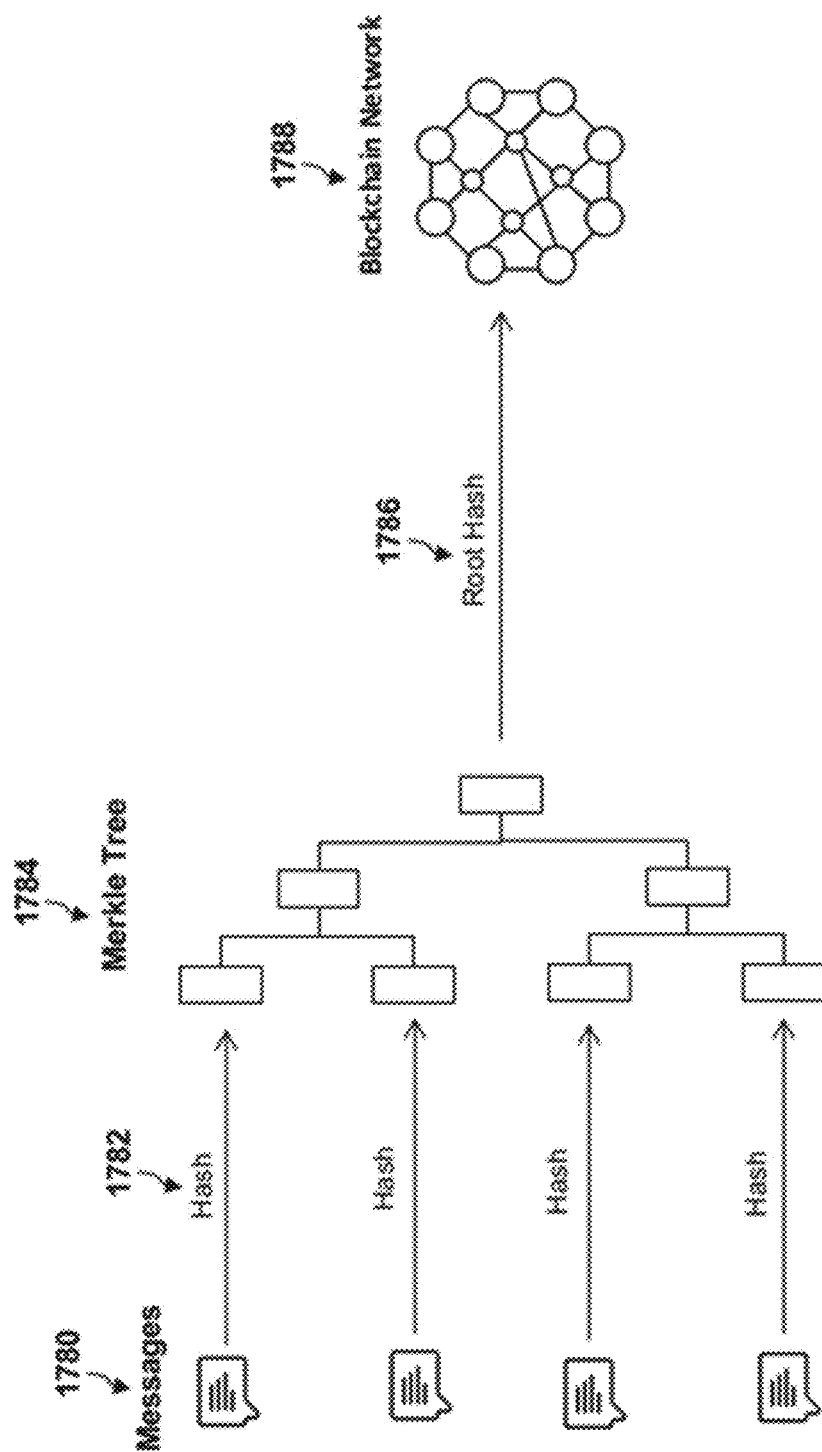 1780
Messages
1782
Hash
Hash
Hash
Hash
1784
Merkle Tree
1786
Root Hash
1788
Blockchain Network